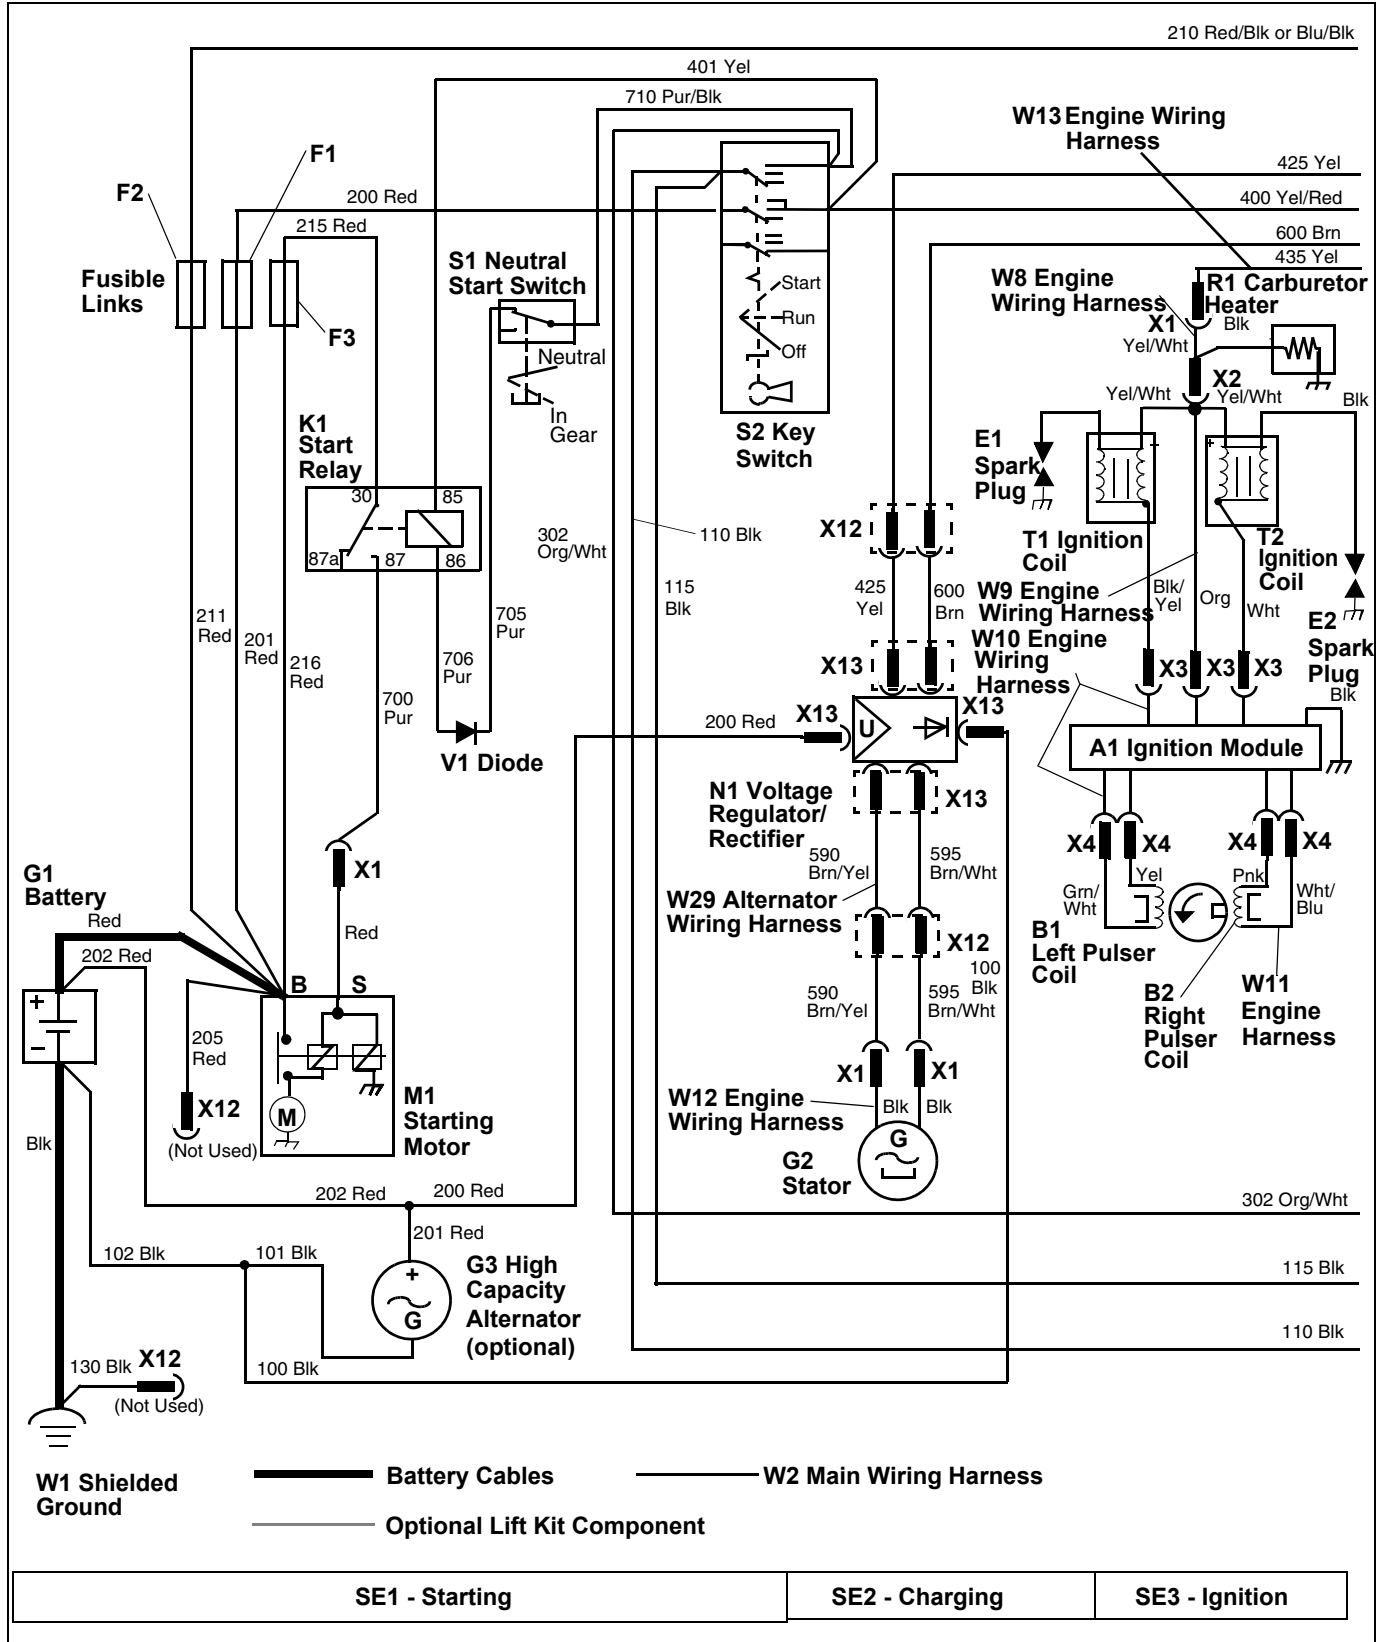 210 Red/Blk or Blu/Blk
401 Yel
710 Pur/Blk
W13 Engine Wiring
Harness
F1
F2
200 Red
215 Red
425 Yel
400 Yel/Red
600 Brn
435 Yel
Fusible
Links
F3
S1 Neutral
Start Switch
Neutral
In
Gear
Start
Run
Off
S2 Key
Switch
W8 Engine
Wiring Harness
R1 Carburetor
Heater
X1
Blk
Yel/Wht
X2
Yel/Wht
Yel/Wht
Blk
K1
Start
Relay
30
85
87a
87
86
E1
Spark
Plug
+
+
T1 Ignition
Coil
T2
Ignition
Coil
302
Org/Wht
110 Blk
X12
115
Blk
425
Yel
600
Brn
W9 Engine
Wiring Harness
Blk/
Yel
Org
Wht
E2
Spark
Plug
W10 Engine
Wiring
Harness
211
Red
201
Red
216
Red
705
Pur
706
Pur
700
Pur
X13
X3
X3
X3
Blk
200 Red
X13
U
X13
A1 Ignition Module
V1 Diode
N1 Voltage
Regulator/
Rectifier
X13
X4
X4
X4
X4
590
Brn/Yel
595
Brn/Wht
Grn/
Wht
Yel
Pnk
Wht/
Blu
X1
G1
Battery
Red
202 Red
Red
W29 Alternator
Wiring Harness
X12
B1
Left Pulser
Coil
B2
Right
Pulser
Coil
W11
Engine
Harness
B
S
100
Blk
590
Brn/Yel
595
Brn/Wht
+
−
205
Red
X12
(Not Used)
M
M1
Starting
Motor
X1
X1
W12 Engine
Wiring Harness
Blk
Blk
G
G2
Stator
Blk
202 Red
200 Red
302 Org/Wht
201 Red
102 Blk
101 Blk
+
G
G3 High
Capacity
Alternator
(optional)
115 Blk
110 Blk
130 Blk
X12
(Not Used)
100 Blk
W1 Shielded
Ground
Battery Cables
W2 Main Wiring Harness
Optional Lift Kit Component
SE1 - Starting
SE2 - Charging
SE3 - Ignition